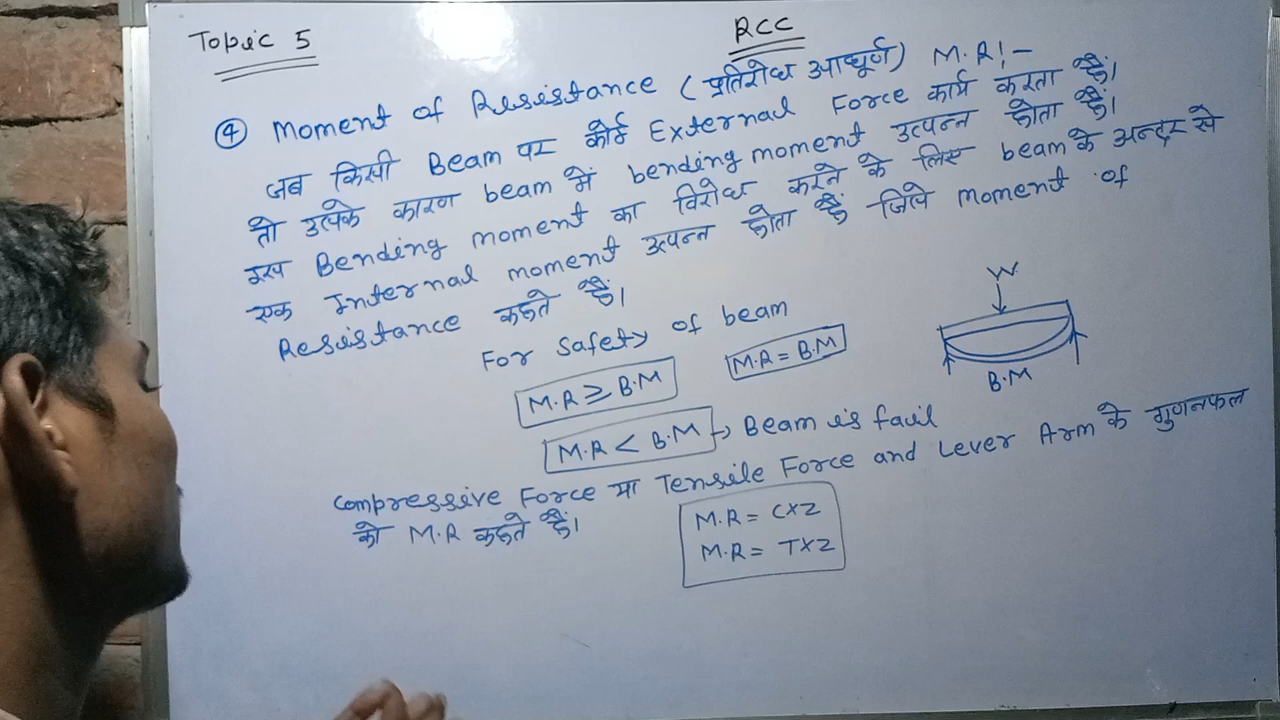 Topic 5
RCC
④ Moment of Resistance (प्रतिरोध आघूर्ण) M.R!-
जब किसी Beam पर कोई External Force कार्य करता हैं।
तो उसके कारण beam में bending moment उत्पन्न होता हैं।
इस Bending moment का विरोध करने के लिए beam के अन्दर से
एक Internal moment उत्पन्न होता हैं जिसे moment of
Resistance कहते हैं।
For Safety of beam
M.R ≥ B.M
M.R = B.M
M.R < B.M → Beam is fail
W
B.M
Compressive Force या Tensile Force and Lever Arm के गुणनफल
को M.R कहते हैं।
M.R = C×Z
M.R = T×Z